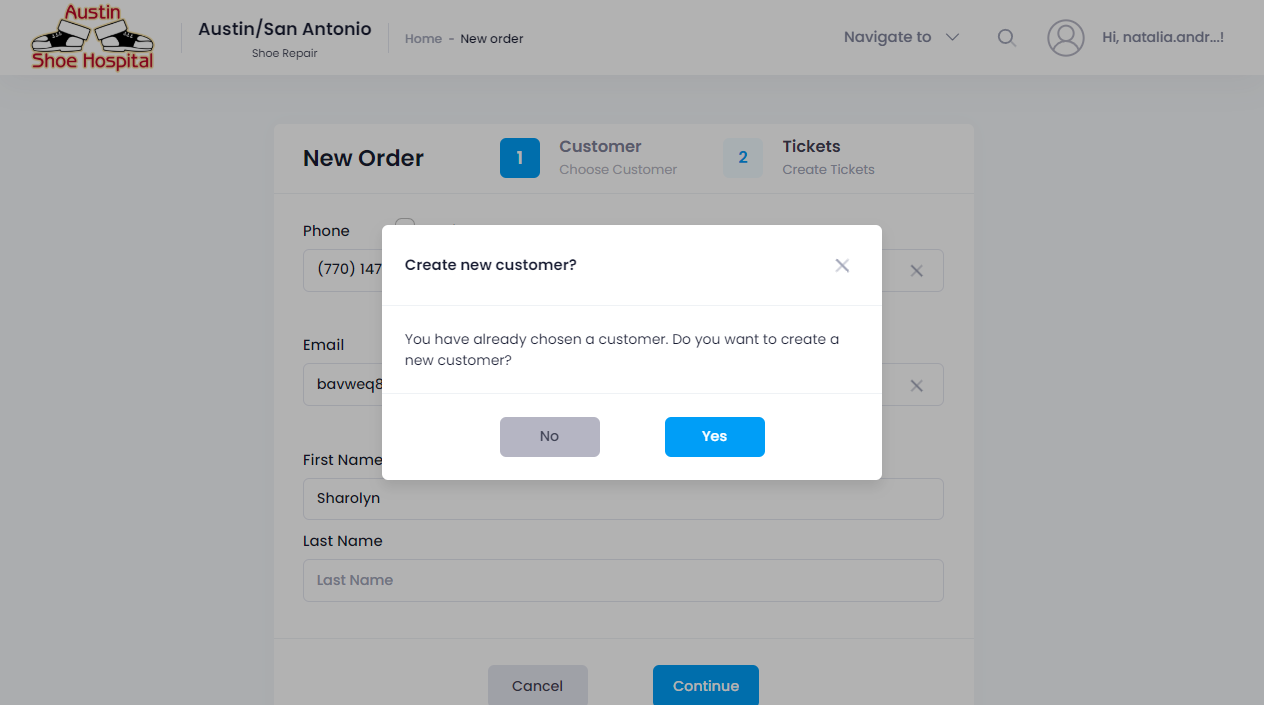 Austin
Shoe Hospital
Austin/San Antonio
Shoe Repair
Home - New order
Navigate to
Hi, natalia.andr...!
New Order
1
Customer
Choose Customer
2
Tickets
Create Tickets
Phone
(770) 147
Create new customer?
You have already chosen a customer. Do you want to create a
new customer?
No
Yes
Email
bavweq8
First Name
Sharolyn
Last Name
Last Name
Cancel
Continue